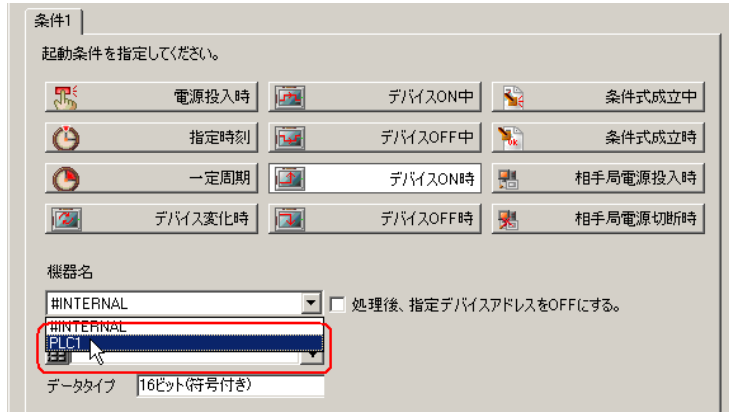 条件1
起動条件を指定してください。
電源投入時 デバイスON中 条件式成立中
指定時刻 デバイスOFF中 条件式成立時
一定周期 デバイスON時 相手局電源投入時
デバイス変化時 デバイスOFF時 相手局電源切断時
機器名
#INTERNAL 処理後、指定デバイスアドレスをOFFにする。
#INTERNAL
PLC1
データタイプ 16ビット(符号付き)